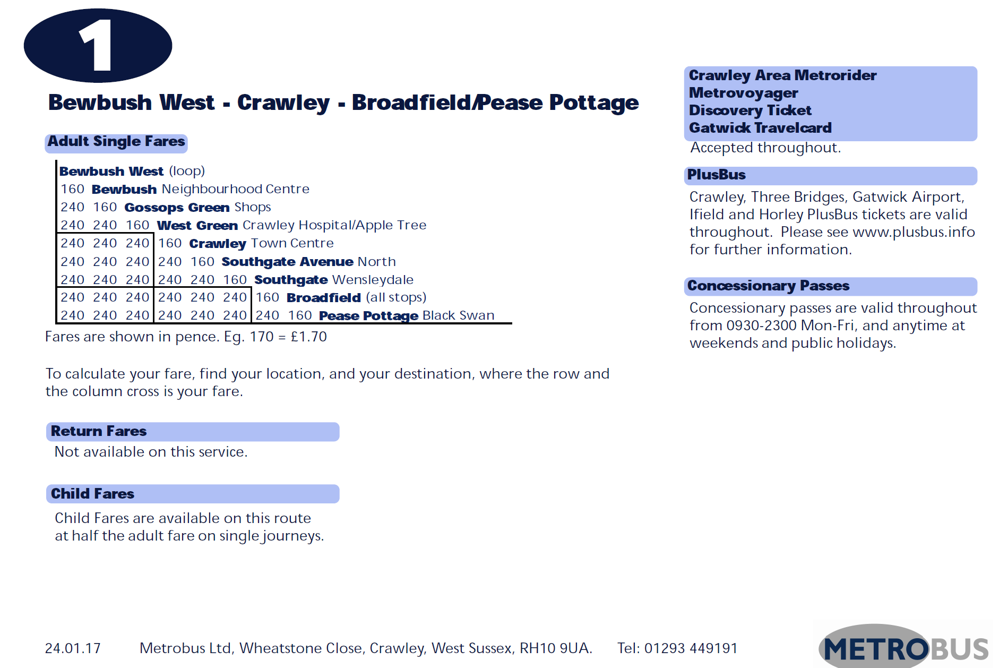 1
Bewbush West - Crawley - Broadfield/Pease Pottage
Adult Single Fares
Bewbush West (loop)
160 Bewbush Neighbourhood Centre
240 160 Gossops Green Shops
240 240 160 West Green Crawley Hospital/Apple Tree
240 240 240 160 Crawley Town Centre
240 240 240 240 160 Southgate Avenue North
240 240 240 240 240 160 Southgate Wensleydale
240 240 240 240 240 240 160 Broadfield (all stops)
240 240 240 240 240 240 240 160 Pease Pottage Black Swan
Fares are shown in pence. Eg. 170 = £1.70
To calculate your fare, find your location, and your destination, where the row and
the column cross is your fare.
Return Fares
Not available on this service.
Child Fares
Child Fares are available on this route
at half the adult fare on single journeys.
Crawley Area Metrorider
Metrovoyager
Discovery Ticket
Gatwick Travelcard
Accepted throughout.
PlusBus
Crawley, Three Bridges, Gatwick Airport,
Ifield and Horley PlusBus tickets are valid
throughout. Please see www.plusbus.info
for further information.
Concessionary Passes
Concessionary passes are valid throughout
from 0930-2300 Mon-Fri, and anytime at
weekends and public holidays.
24.01.17 Metrobus Ltd, Wheatstone Close, Crawley, West Sussex, RH10 9UA. Tel: 01293 449191
METROBUS